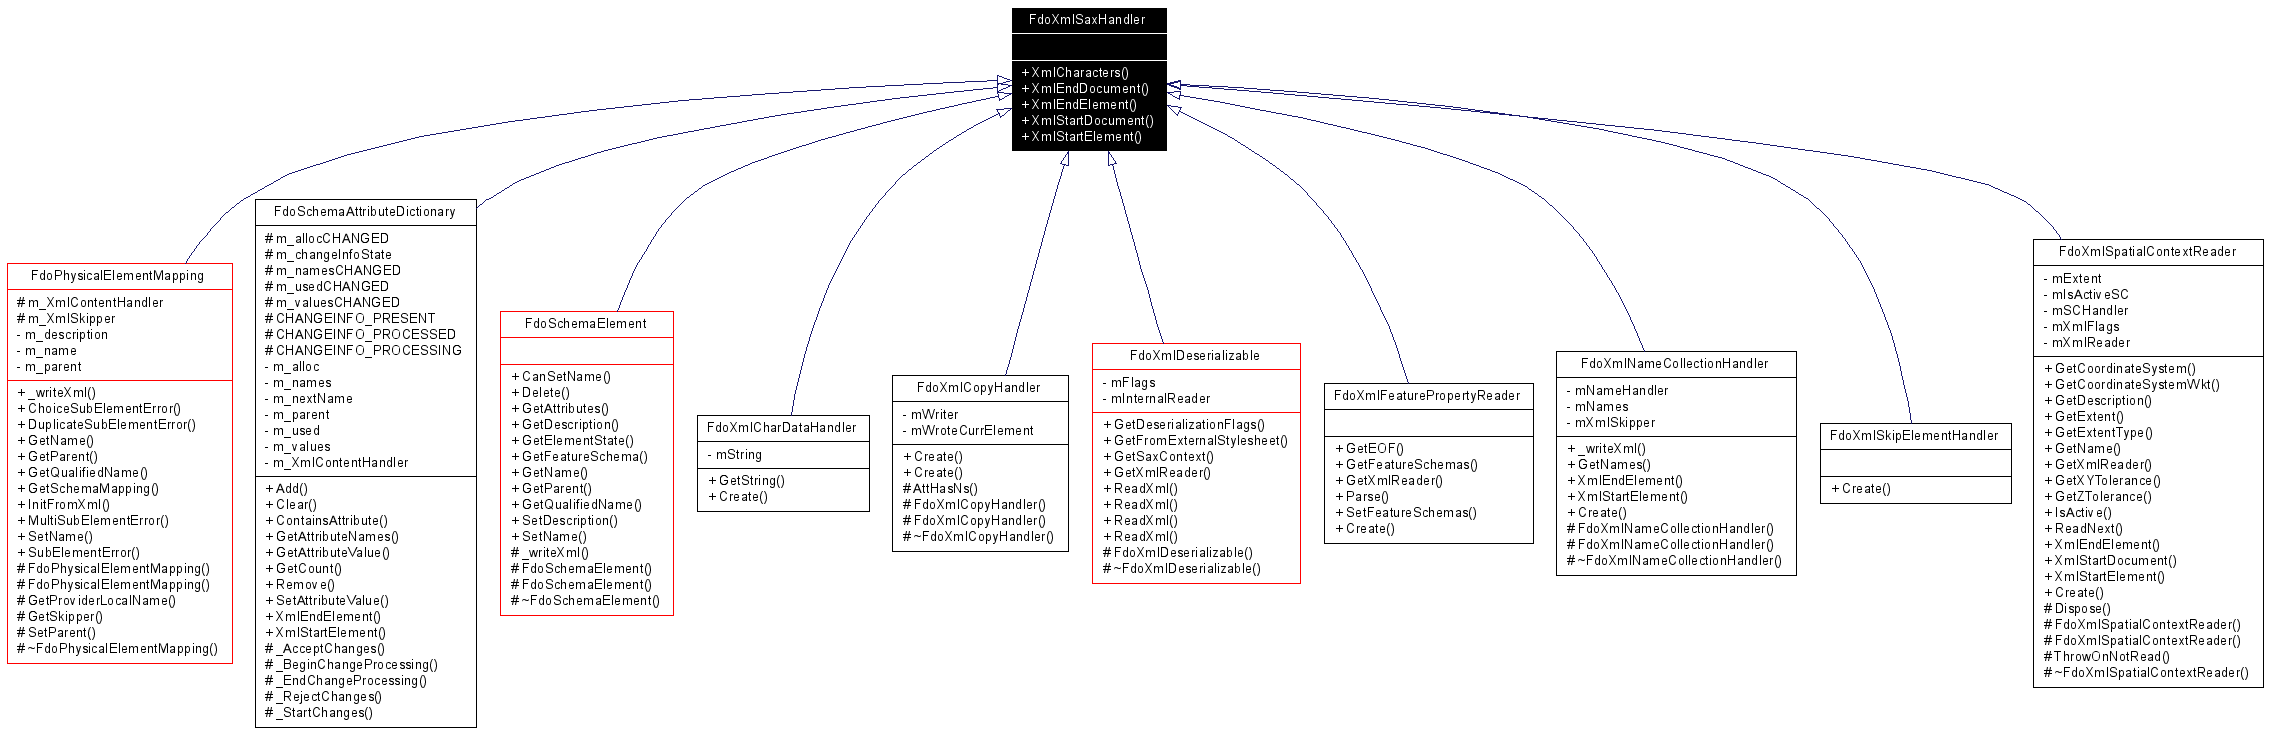 FdoXmlSaxHandler
+ XmlCharacters()
+ XmlEndDocument()
+ XmlEndElement()
+ XmlStartDocument()
+ XmlStartElement()
FdoPhysicalElementMapping
# m_XmlContentHandler
# m_XmlSkipper
- m_description
- m_name
- m_parent
+ _writeXml()
+ ChoiceSubElementError()
+ DuplicateSubElementError()
+ GetName()
+ GetParent()
+ GetQualifiedName()
+ GetSchemaMapping()
+ InitFromXml()
+ MultiSubElementError()
+ SetName()
+ SubElementError()
# FdoPhysicalElementMapping()
# FdoPhysicalElementMapping()
# GetProviderLocalName()
# GetSkipper()
# SetParent()
# ~FdoPhysicalElementMapping()
FdoSchemaAttributeDictionary
# m_allocCHANGED
# m_changeInfoState
# m_namesCHANGED
# m_usedCHANGED
# m_valuesCHANGED
# CHANGEINFO_PRESENT
# CHANGEINFO_PROCESSED
# CHANGEINFO_PROCESSING
- m_alloc
- m_names
- m_nextName
- m_parent
- m_used
- m_values
- m_XmlContentHandler
+ Add()
+ Clear()
+ ContainsAttribute()
+ GetAttributeNames()
+ GetAttributeValue()
+ GetCount()
+ Remove()
+ SetAttributeValue()
+ XmlEndElement()
+ XmlStartElement()
# _AcceptChanges()
# _BeginChangeProcessing()
# _EndChangeProcessing()
# _RejectChanges()
# _StartChanges()
FdoSchemaElement
+ CanSetName()
+ Delete()
+ GetAttributes()
+ GetDescription()
+ GetElementState()
+ GetFeatureSchema()
+ GetName()
+ GetParent()
+ GetQualifiedName()
+ SetDescription()
+ SetName()
# _writeXml()
# FdoSchemaElement()
# FdoSchemaElement()
# ~FdoSchemaElement()
FdoXmlCharDataHandler
- mString
+ GetString()
+ Create()
FdoXmlCopyHandler
- mWriter
- mWroteCurrElement
+ Create()
+ Create()
# AttHasNs()
# FdoXmlCopyHandler()
# FdoXmlCopyHandler()
# ~FdoXmlCopyHandler()
FdoXmlDeserializable
- mFlags
- mInternalReader
+ GetDeserializationFlags()
+ GetFromExternalStylesheet()
+ GetSaxContext()
+ GetXmlReader()
+ ReadXml()
+ ReadXml()
+ ReadXml()
+ ReadXml()
# FdoXmlDeserializable()
# ~FdoXmlDeserializable()
FdoXmlFeaturePropertyReader
+ GetEOF()
+ GetFeatureSchemas()
+ GetXmlReader()
+ Parse()
+ SetFeatureSchemas()
+ Create()
FdoXmlNameCollectionHandler
- mNameHandler
- mNames
- mXmlSkipper
+ _writeXml()
+ GetNames()
+ XmlEndElement()
+ XmlStartElement()
+ Create()
# FdoXmlNameCollectionHandler()
# FdoXmlNameCollectionHandler()
# ~FdoXmlNameCollectionHandler()
FdoXmlSkipElementHandler
+ Create()
FdoXmlSpatialContextReader
- mExtent
- mIsActiveSC
- mSCHandler
- mXmlFlags
- mXmlReader
+ GetCoordinateSystem()
+ GetCoordinateSystemWkt()
+ GetDescription()
+ GetExtent()
+ GetExtentType()
+ GetName()
+ GetXmlReader()
+ GetXYTolerance()
+ GetZTolerance()
+ IsActive()
+ ReadNext()
+ XmlEndElement()
+ XmlStartDocument()
+ XmlStartElement()
+ Create()
# Dispose()
# FdoXmlSpatialContextReader()
# FdoXmlSpatialContextReader()
# ThrowOnNotRead()
# ~FdoXmlSpatialContextReader()